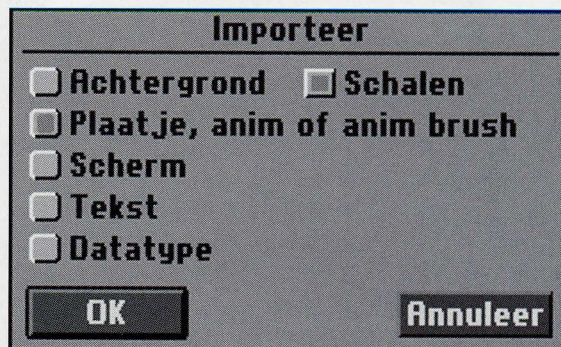 Importeer
Achtergrond Schalen
Plaatje, anim of anim brush
Scherm
Tekst
Datatype
OK Annuleer